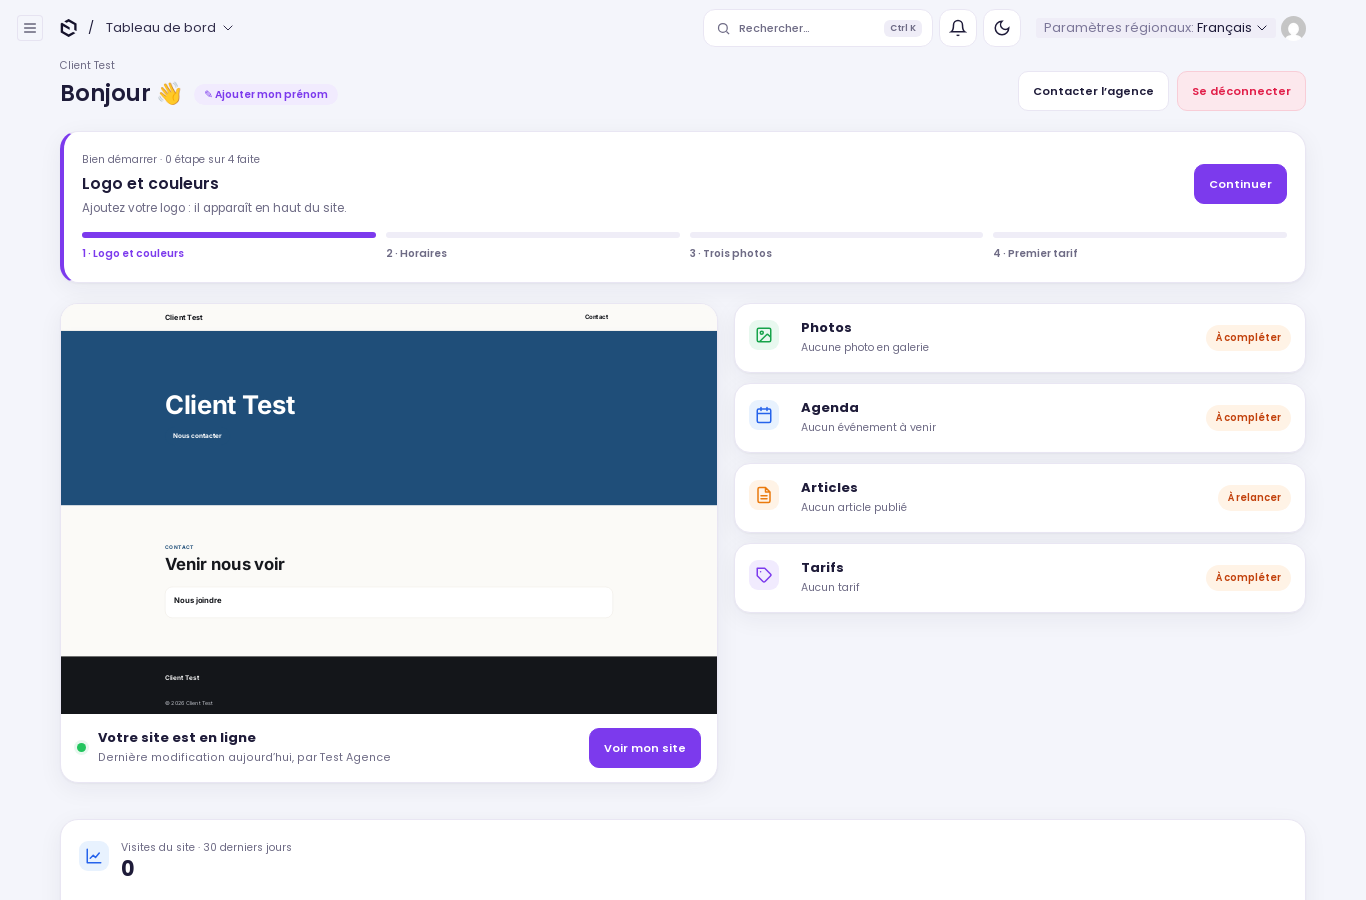 / Tableau de bord
Rechercher…
Ctrl K
Paramètres régionaux: Français
Client Test
Bonjour 👋
✎ Ajouter mon prénom
Contacter l’agence
Se déconnecter
Bien démarrer · 0 étape sur 4 faite
Logo et couleurs
Ajoutez votre logo : il apparaît en haut du site.
Continuer
1 · Logo et couleurs
2 · Horaires
3 · Trois photos
4 · Premier tarif
Client Test
Contact
Client Test
Nous contacter
CONTACT
Venir nous voir
Nous joindre
Client Test
© 2026 Client Test
Votre site est en ligne
Dernière modification aujourd’hui, par Test Agence
Voir mon site
Photos
Aucune photo en galerie
À compléter
Agenda
Aucun événement à venir
À compléter
Articles
Aucun article publié
À relancer
Tarifs
Aucun tarif
À compléter
Visites du site · 30 derniers jours
0